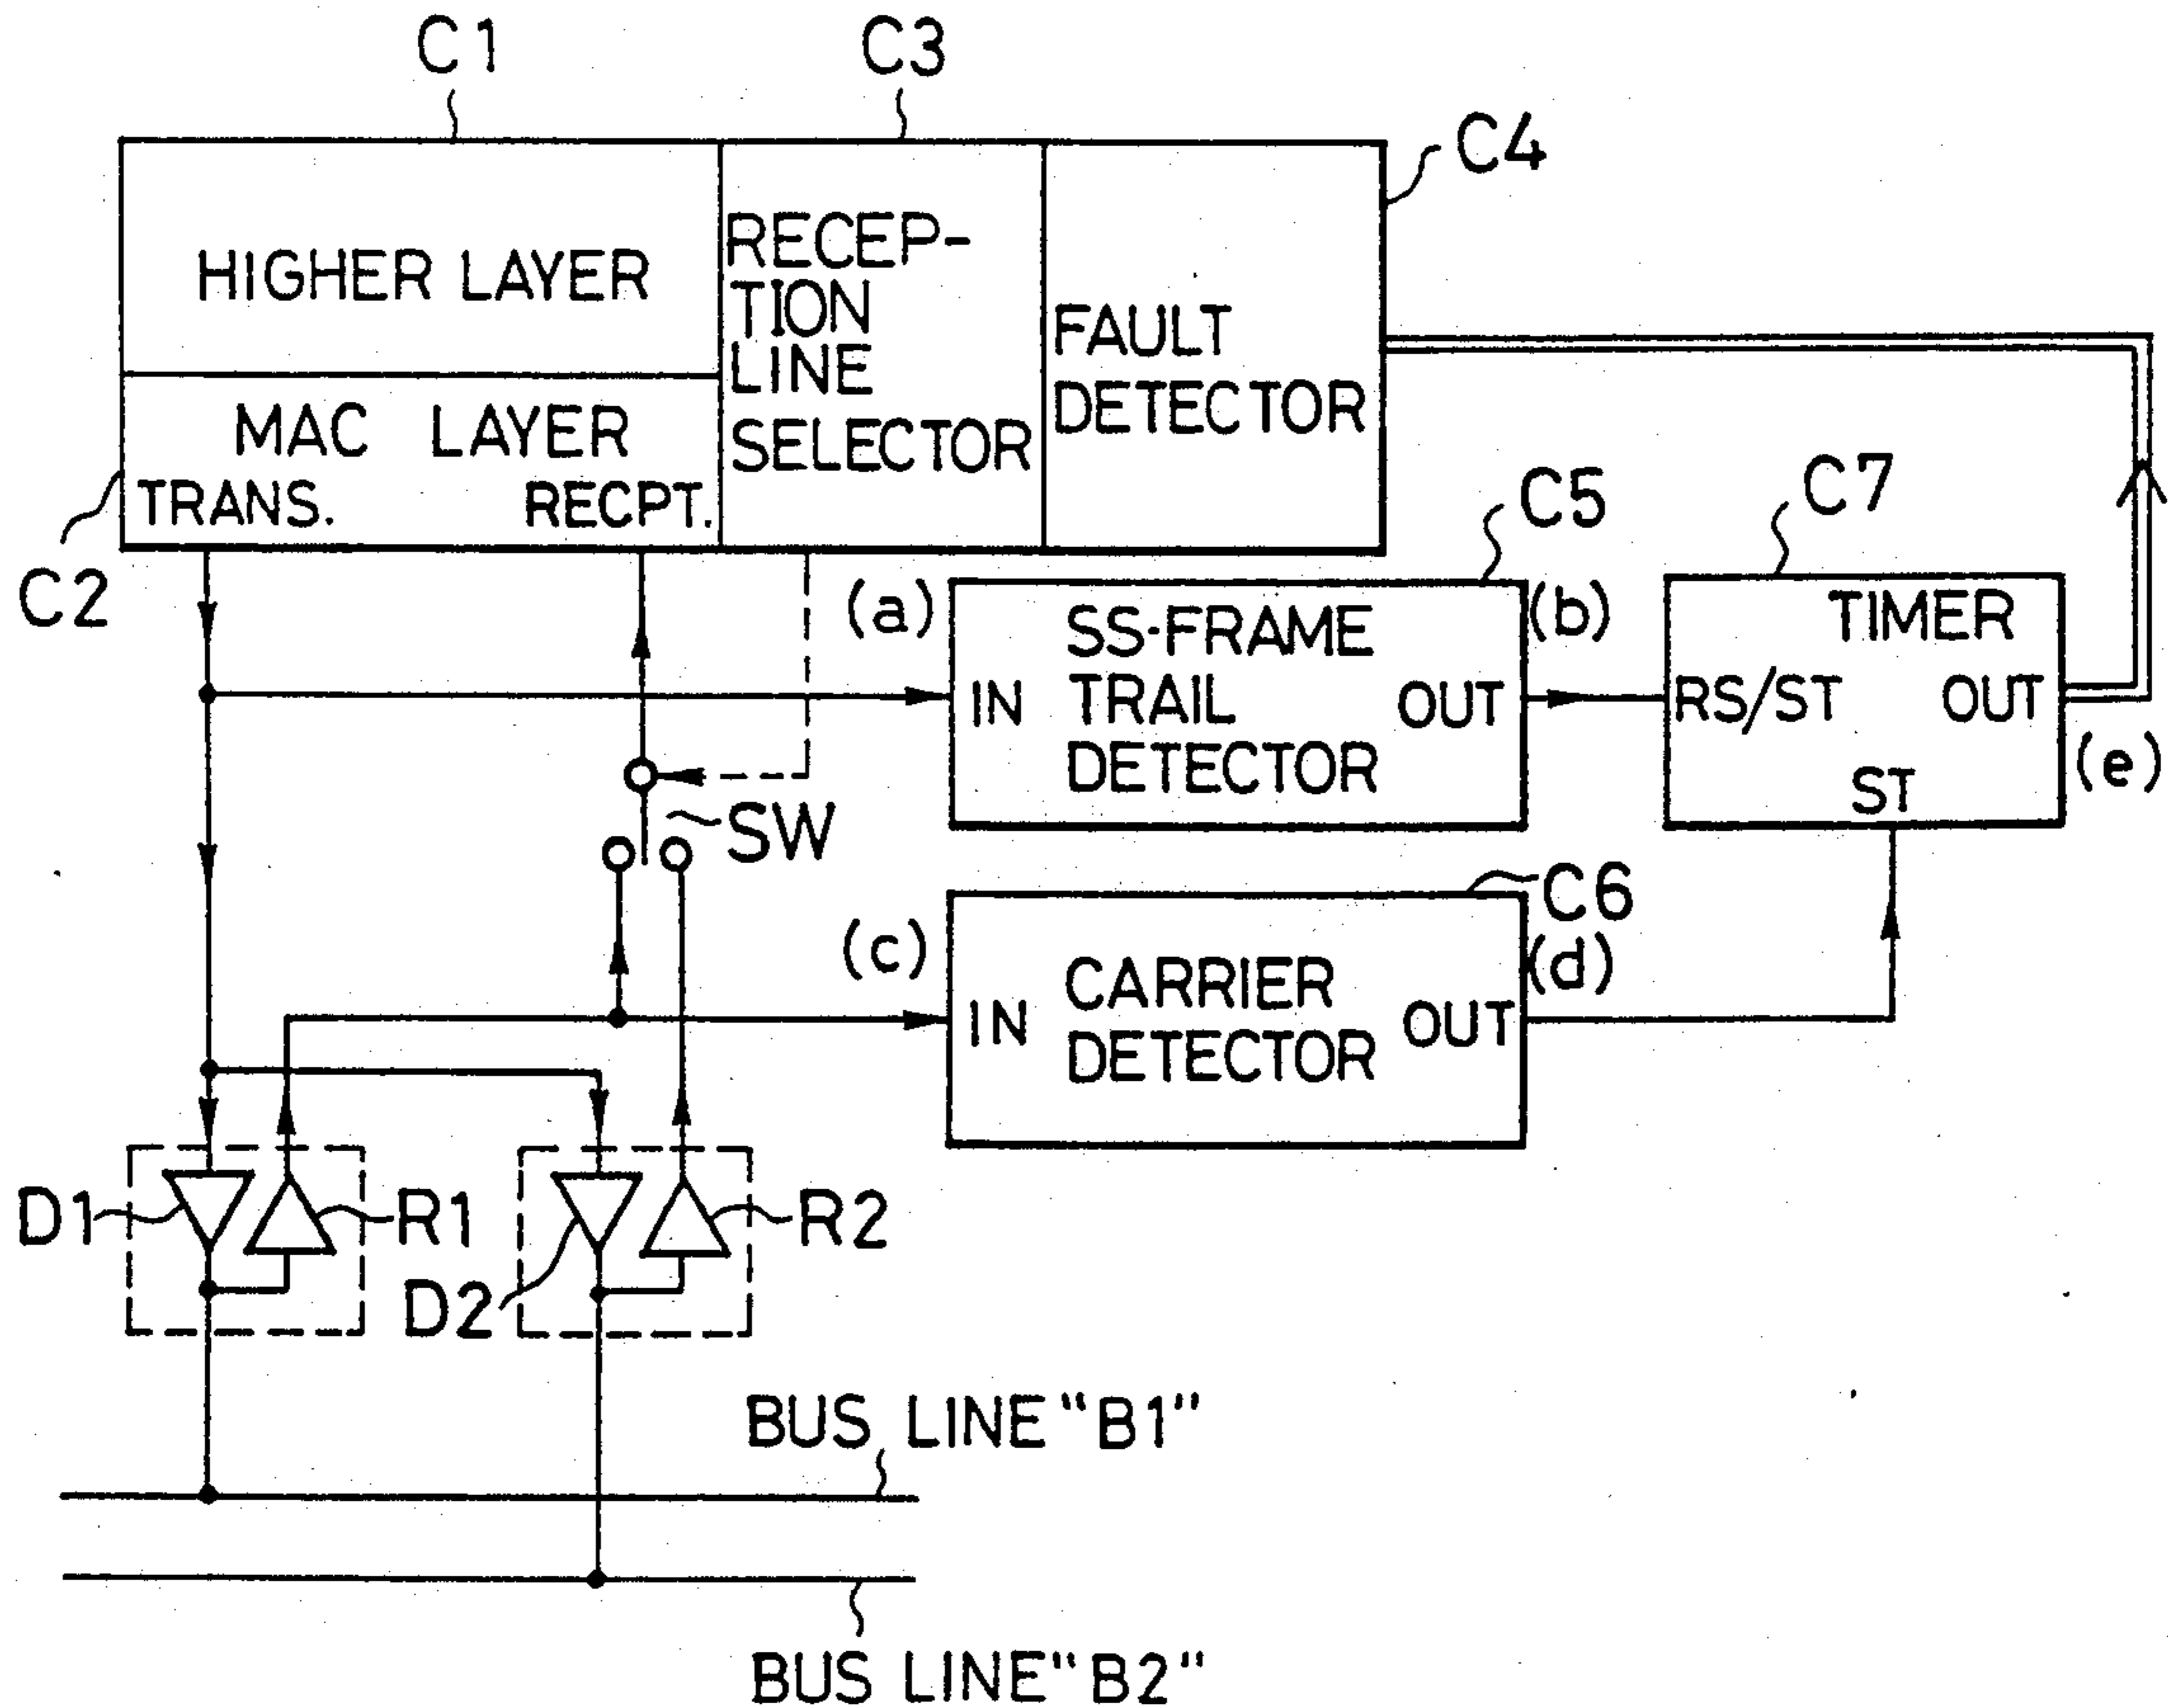 C1
C3
C4
HIGHER LAYER
RECEP-
TION
LINE
SELECTOR
FAULT
DETECTOR
MAC LAYER
TRANS.
RECPT.
C2
C5
C7
(a)
SS-FRAME
TRAIL
DETECTOR
IN
OUT
(b)
TIMER
RS/ST
OUT
ST
(e)
SW
C6
(c)
CARRIER
DETECTOR
IN
OUT
(d)
D1
R1
D2
R2
BUS LINE "B1"
BUS LINE "B2"